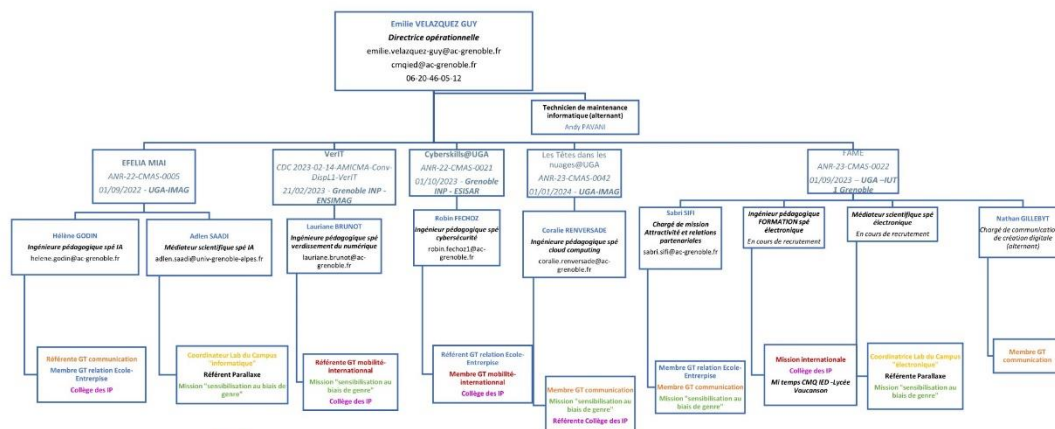 Emilie VELAZQUEZ GUY
Directrice opérationnelle
emilie.velazquez-guy@ac-grenoble.fr
cmqied@ac-grenoble.fr
06-20-46-05-12
Technicien de maintenance
informatique (alternant)
Andy PAVANI
EFELIA MIAI
ANR-22-CMAS-0005
01/09/2022 - UGA-IMAG
VerIT
CDC 2023-02-14-AMICMA-Conv-
DispL1-VerIT
21/02/2023 - Grenoble INP -
ENSIMAG
Cyberskills@UGA
ANR-22-CMAS-0021
01/10/2023 - Grenoble
INP - ESISAR
Les Têtes dans les
nuages@UGA
ANR-23-CMAS-0042
01/01/2024 - UGA-IMAG
FAME
ANR-23-CMAS-0022
01/09/2023 – UGA –IUT
1 Grenoble
Hélène GODIN
Ingénieure pédagogique spé IA
helene.godin@ac-grenoble.fr
Adlen SAADI
Médiateur scientifique spé IA
adlen.saadi@univ-grenoble-alpes.fr
Lauriane BRUNOT
Ingénieure pédagogique spé
verdissement du numérique
lauriane.brunot@ac-
grenoble.fr
Robin FECHOZ
Ingénieur pédagogique spé
cybersécurité
robin.fechoz1@ac-
grenoble.fr
Coralie RENVERSADE
Ingénieure pédagogique spé
cloud computing
coralie.renversade@ac-
grenoble.fr
Sabri SIFI
Chargé de mission
Attractivité et relations
partenariales
sabri.sifi@ac-grenoble.fr
Ingénieur pédagogique
FORMATION spé
électronique
En cours de recrutement
Médiateur scientifique spé
électronique
En cours de recrutement
Nathan GILLEBYT
Chargé de communication
de création digitale
(alternant)
Référente GT communication
Membre GT relation Ecole-
Entrerpise
Collège des IP
Coordinateur Lab du Campus
"informatique"
Référent Parallaxe
Mission "sensibilisation au biais de
genre"
Référente GT mobilité-
internationnal
Mission "sensibilisation au
biais de genre"
Référent GT relation Ecole-
Entrerpise
Membre GT mobilité-
internationnal
Collège des IP
Membre GT communication
Mission "sensibilisation au
biais de genre"
Référente Collège des IP
Membre GT relation Ecole-
Entrerpise
Membre GT communication
Mission "sensibilisation au
biais de genre"
Mission internationale
Collège des IP
Mi temps CMQ IED -Lycée
Vaucanson
Coordinatrice Lab du Campus
"électronique"
Référente Parallaxe
Mission "sensibilisation au
biais de genre"
Membre GT
communication